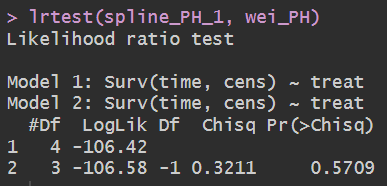 > lrtest(spline_PH_1, wei_PH)
Likelihood ratio test

Model 1: Surv(time, cens) ~ treat
Model 2: Surv(time, cens) ~ treat
  #Df  LogLik Df  Chisq Pr(>Chisq)
1   4 -106.42
2   3 -106.58 -1 0.3211     0.5709